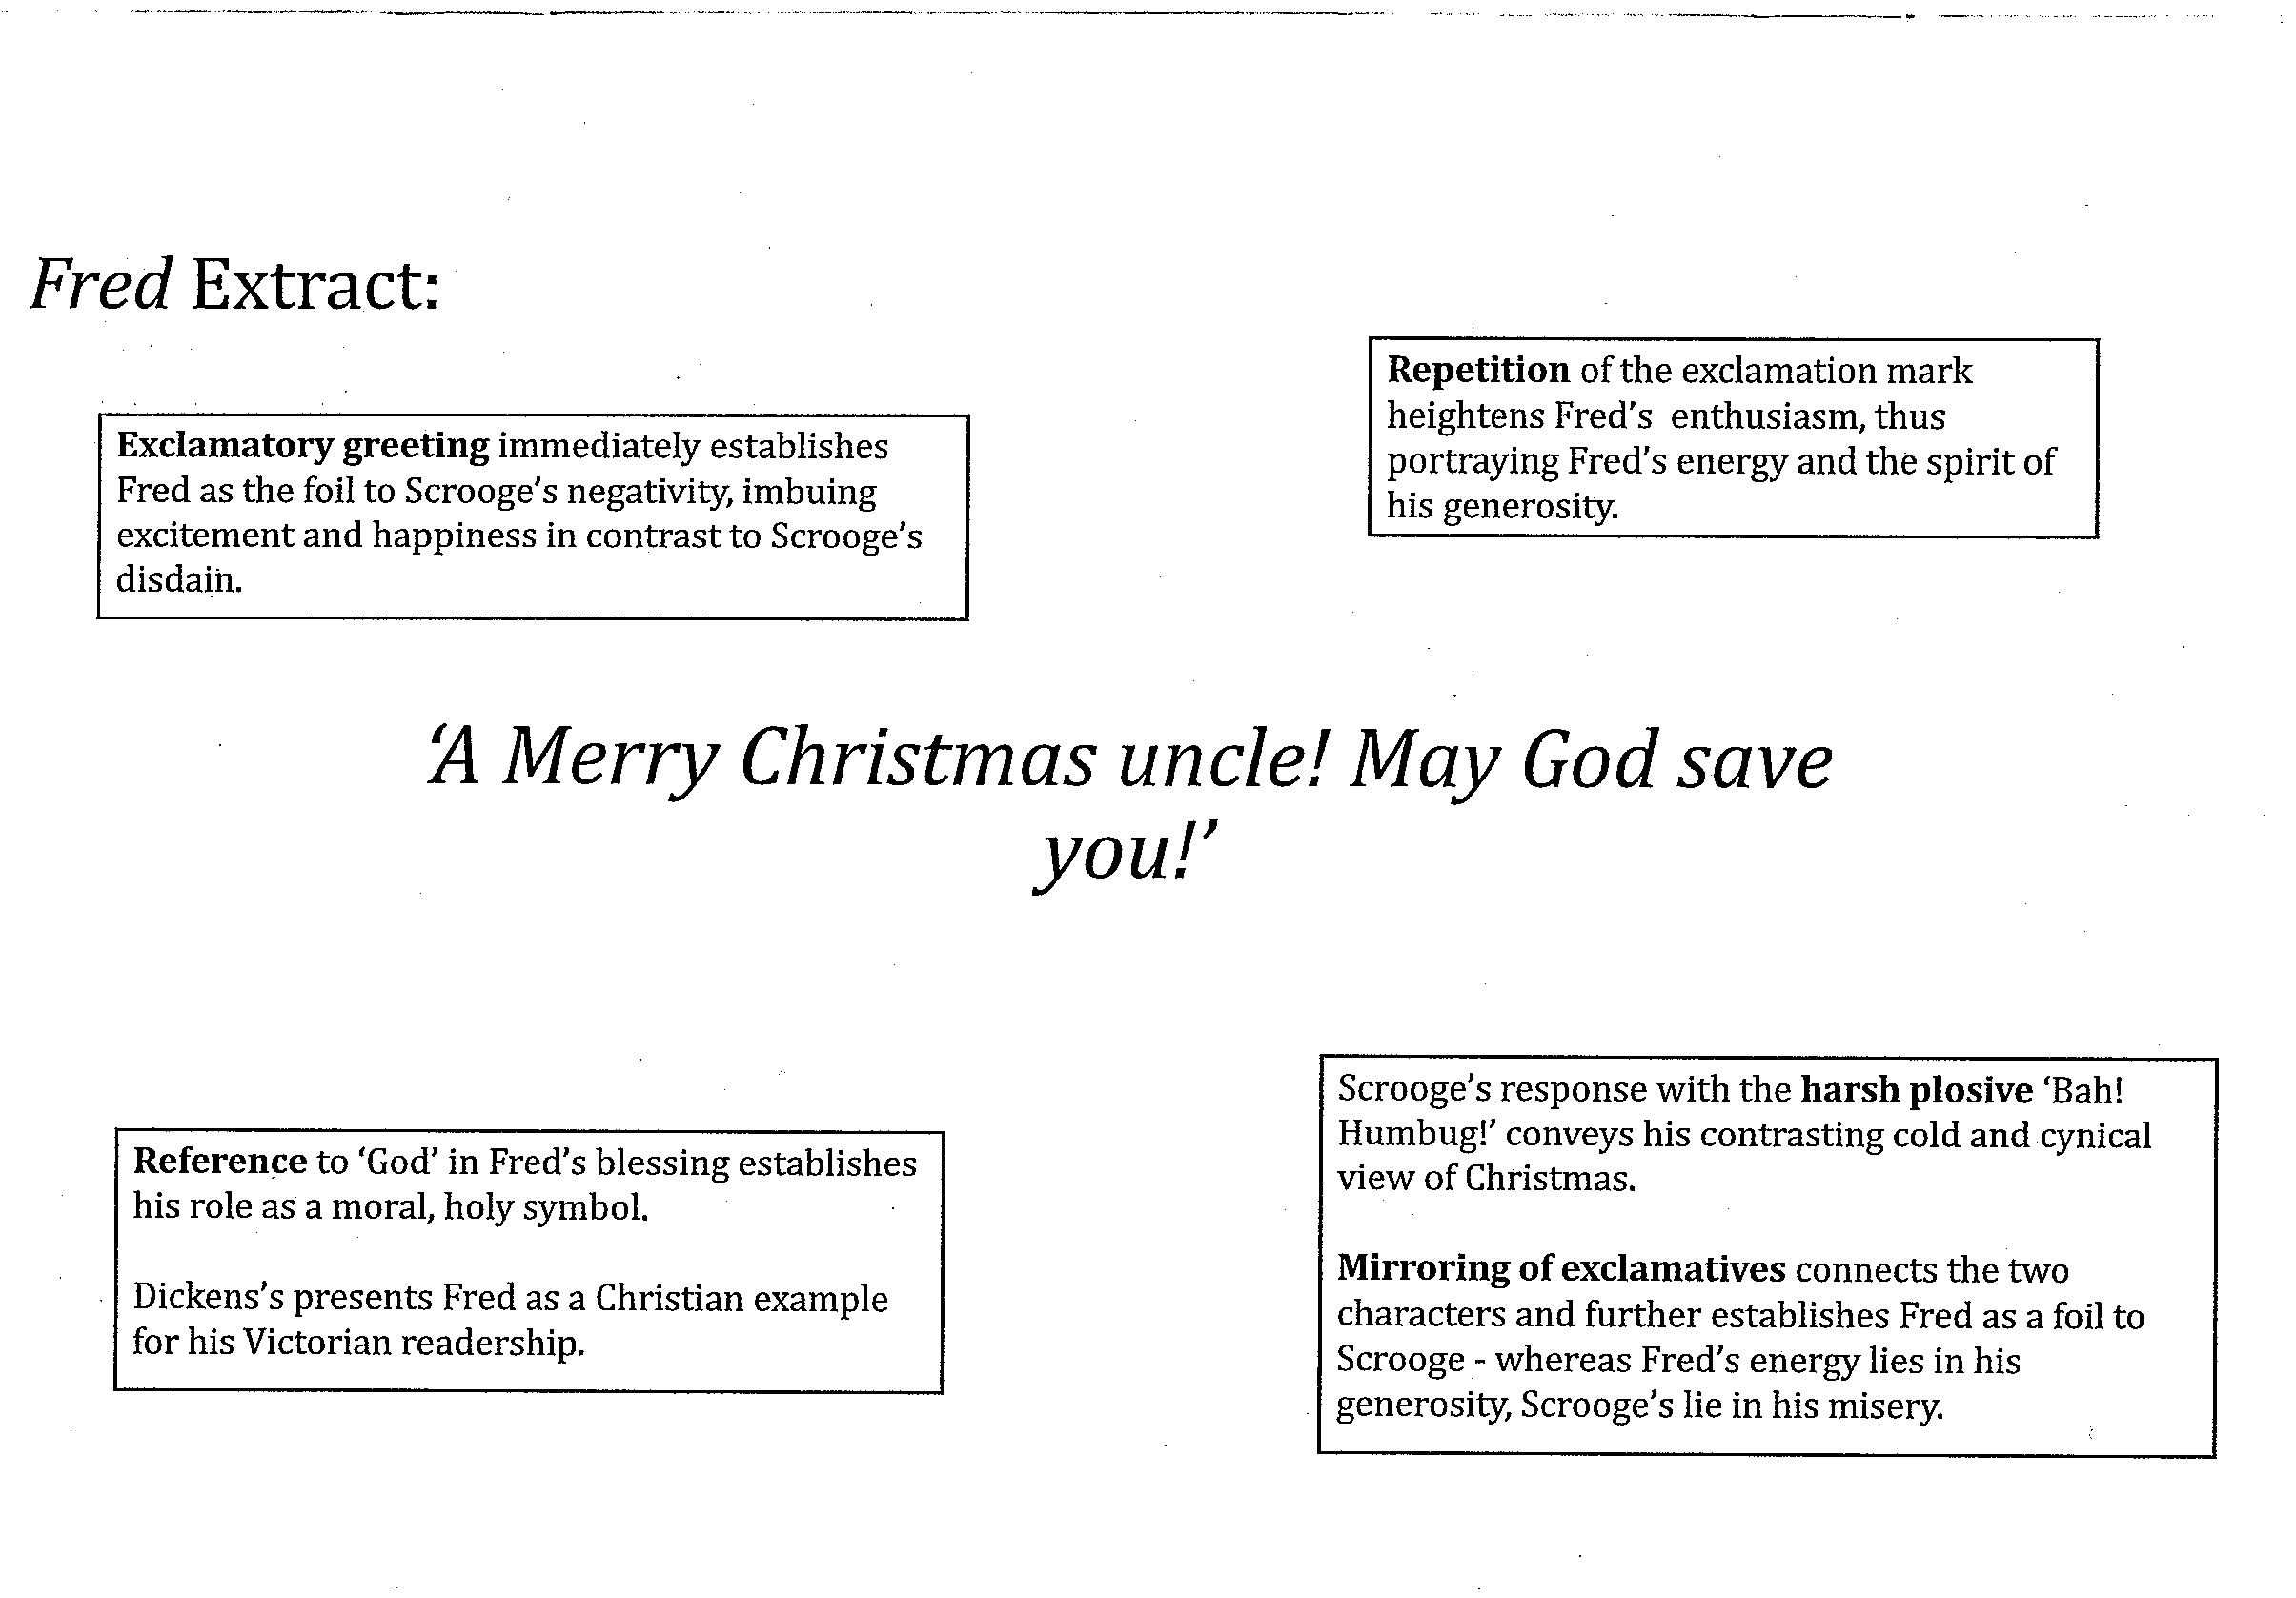 Fred Extract:
Exclamatory greeting immediately establishes
Fred as the foil to Scrooge's negativity, imbuing
excitement and happiness in contrast to Scrooge's
disdain.
Repetition of the exclamation mark
heightens Fred's enthusiasm, thus
portraying Fred's energy and the spirit of
his generosity.
'A Merry Christmas uncle! May God save
you!'
Reference to 'God' in Fred's blessing establishes
his role as a moral, holy symbol.
Dickens's presents Fred as a Christian example
for his Victorian readership.
Scrooge's response with the harsh plosive 'Bah!
Humbug!' conveys his contrasting cold and cynical
view of Christmas.
Mirroring of exclamatives connects the two
characters and further establishes Fred as a foil to
Scrooge - whereas Fred's energy lies in his
generosity, Scrooge's lie in his misery.